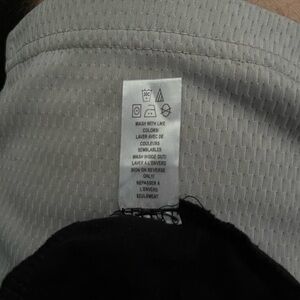 30C
WASH WITH LIKE
COLORS/
LAVER AVEC DE
COULEURS
SEMBLABLES
WASH INSIDE OUT/
LAVER A L'ENVERS
IRON ON REVERSE
ONLY/
REPASSER A
L'ENVERS
SEULEMENT